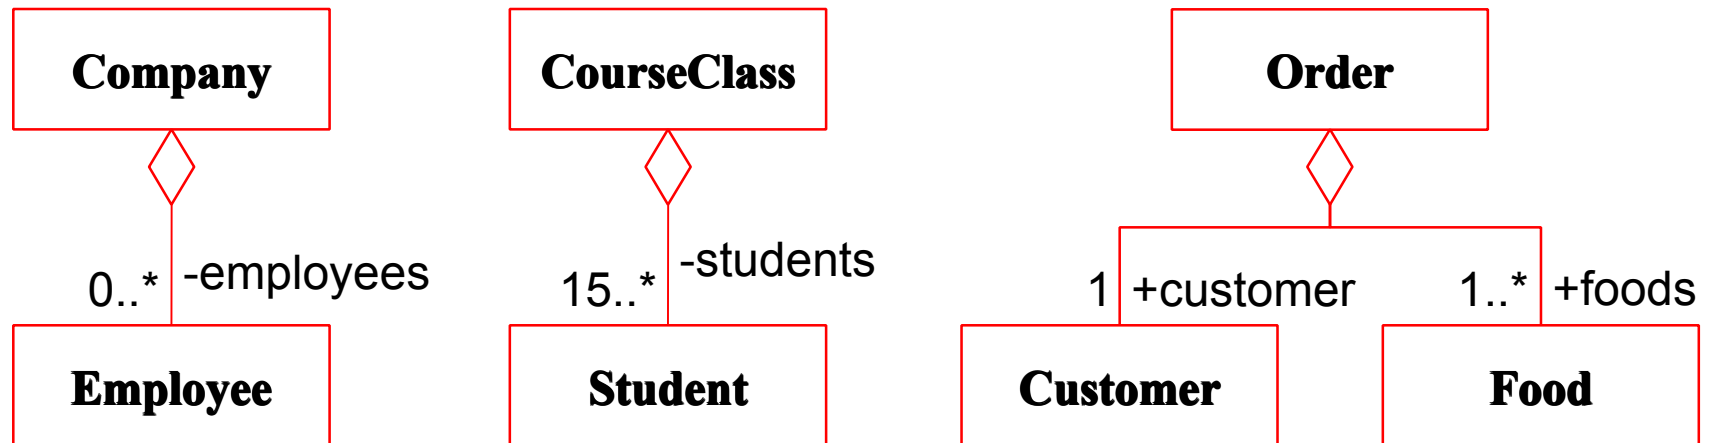 Company
CourseClass
Order
0..* -employees
15..* -students
1 +customer
1..* +foods
Employee
Student
Customer
Food